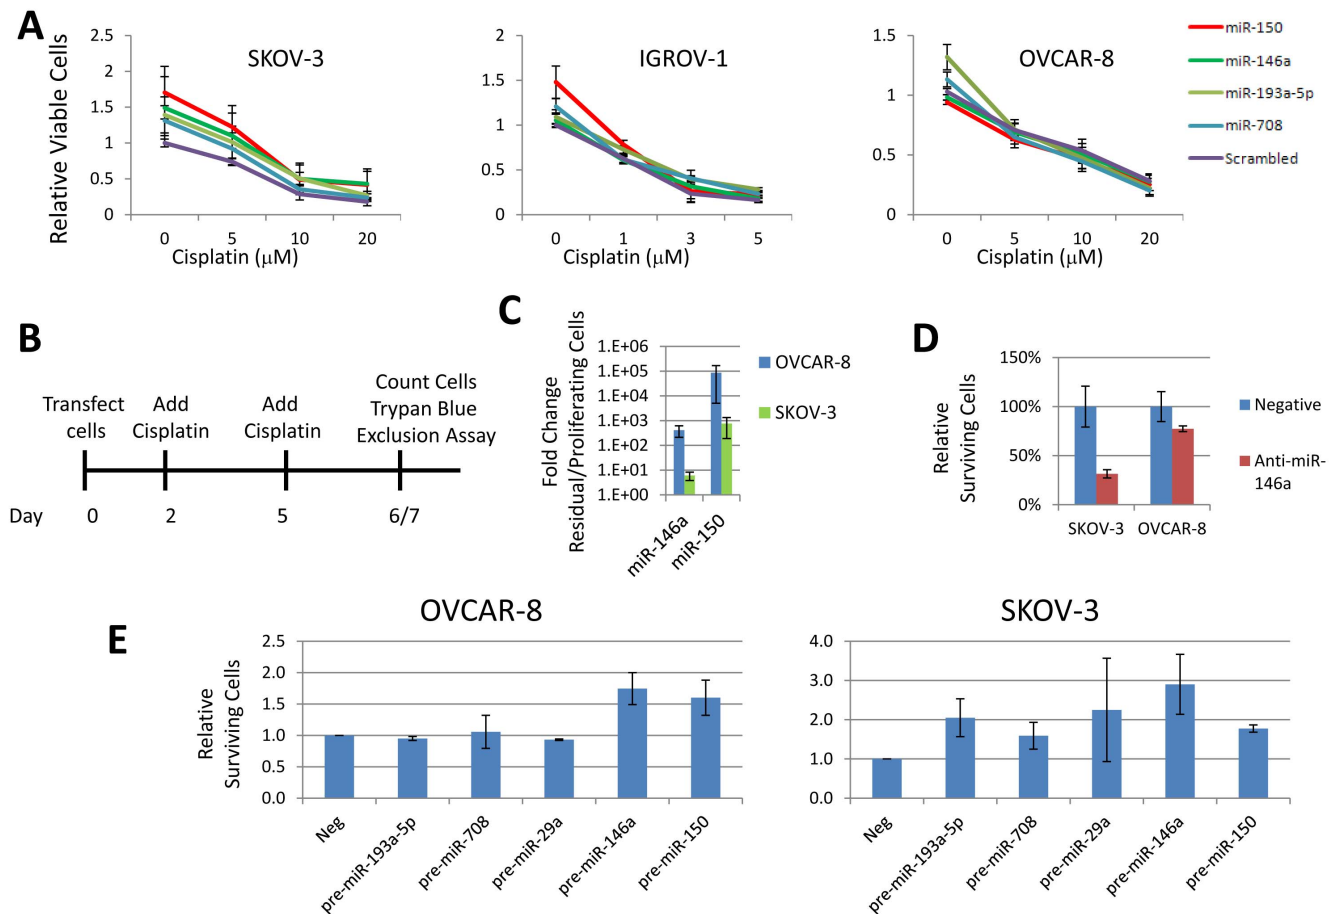 A
Relative Viable Cells
SKOV-3
2.5
2
1.5
1
0.5
0
0 5 10 20
Cisplatin (μM)
IGROV-1
2
1.5
1
0.5
0
0 1 3 5
Cisplatin (μM)
OVCAR-8
1.5
1
0.5
0
0 5 10 20
Cisplatin (μM)
miR-150
miR-146a
miR-193a-5p
miR-708
Scrambled
B
Transfect
cells
Add
Cisplatin
Add
Cisplatin
Count Cells
Trypan Blue
Exclusion Assay
Day 0 2 5 6/7
C
Fold Change
Residual/Proliferating Cells
1.E+06
1.E+05
1.E+04
1.E+03
1.E+02
1.E+01
1.E+00
miR-146a
miR-150
OVCAR-8
SKOV-3
D
Relative
Surviving Cells
150%
100%
50%
0%
SKOV-3 OVCAR-8
Negative
Anti-miR-
146a
E
OVCAR-8
Relative
Surviving Cells
2.5
2.0
1.5
1.0
0.5
0.0
Neg
pre-miR-193a-5p
pre-miR-708
pre-miR-29a
pre-miR-146a
pre-miR-150
SKOV-3
Relative
Surviving Cells
4.0
3.0
2.0
1.0
0.0
Neg
pre-miR-193a-5p
pre-miR-708
pre-miR-29a
pre-miR-146a
pre-miR-150